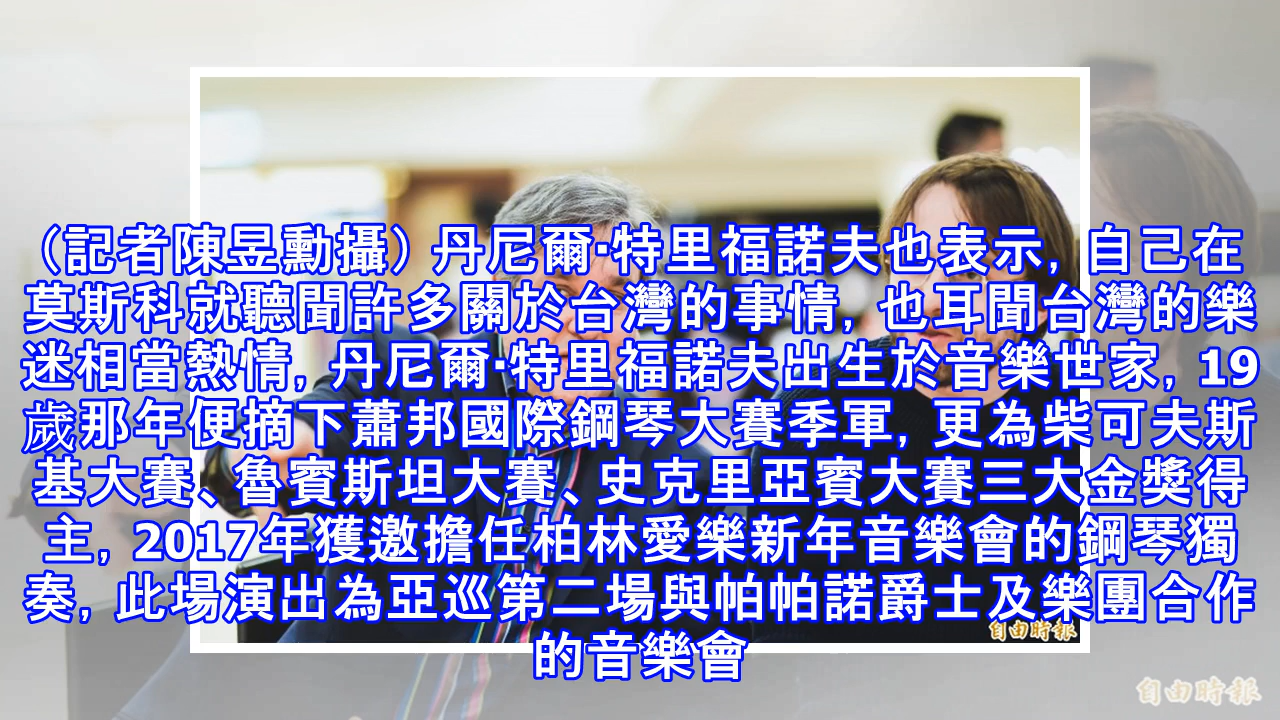 （記者陳昱勳攝）丹尼爾·特里福諾夫也表示, 自己在
莫斯科就聽聞許多關於台灣的事情, 也耳聞台灣的樂
迷相當熱情, 丹尼爾·特里福諾夫出生於音樂世家, 19
歲那年便摘下蕭邦國際鋼琴大賽季軍, 更為柴可夫斯
基大賽、魯賓斯坦大賽、史克里亞賓大賽三大金獎得
主, 2017年獲邀擔任柏林愛樂新年音樂會的鋼琴獨
奏, 此場演出為亞巡第二場與帕帕諾爵士及樂團合作
的音樂會
自由時報
自由時報